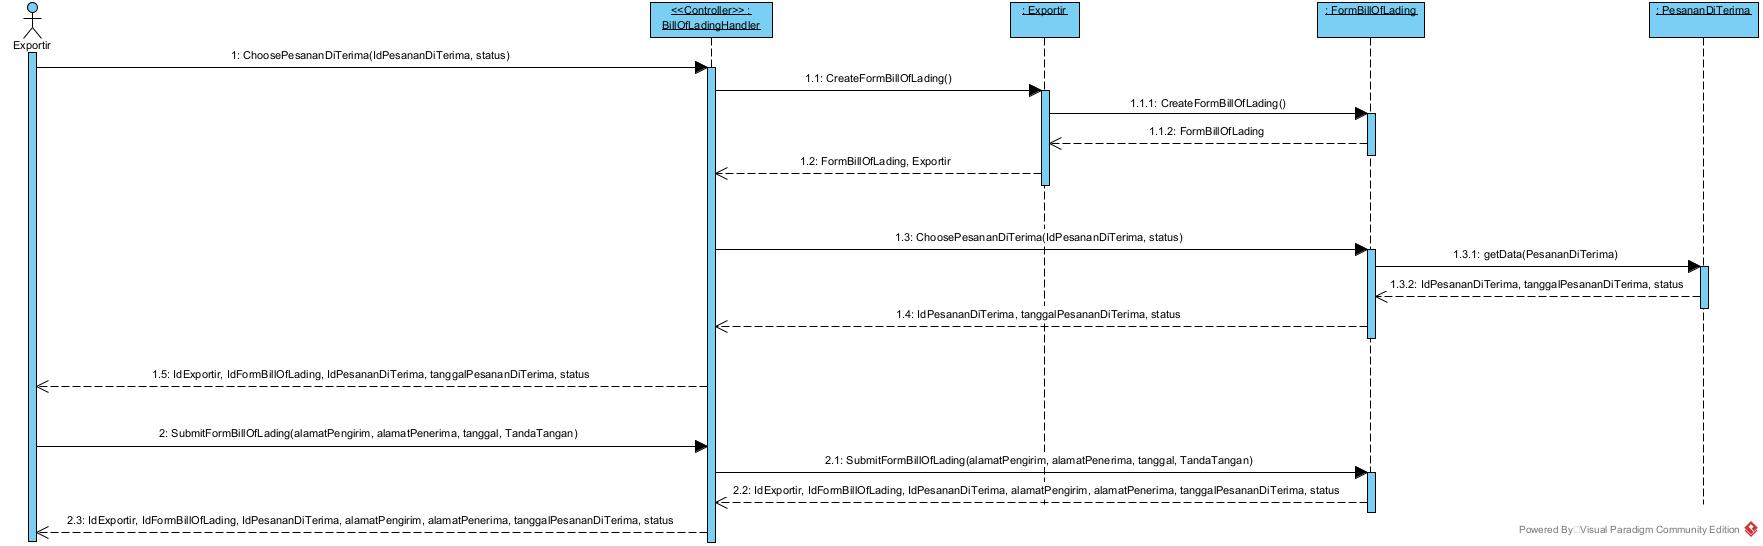 <<Controller>> :
BillOfLadingHandler
: Exportir
: FormBillOfLading
: PesananDiTerima
Exportir
1: ChoosePesananDiTerima(IdPesananDiTerima, status)
1.1: CreateFormBillOfLading()
1.1.1: CreateFormBillOfLading()
1.1.2: FormBillOfLading
1.2: FormBillOfLading, Exportir
1.3: ChoosePesananDiTerima(IdPesananDiTerima, status)
1.3.1: getData(PesananDiTerima)
1.3.2: IdPesananDiTerima, tanggalPesananDiTerima, status
1.4: IdPesananDiTerima, tanggalPesananDiTerima, status
1.5: IdExportir, IdFormBillOfLading, IdPesananDiTerima, tanggalPesananDiTerima, status
2: SubmitFormBillOfLading(alamatPengirim, alamatPenerima, tanggal, TandaTangan)
2.1: SubmitFormBillOfLading(alamatPengirim, alamatPenerima, tanggal, TandaTangan)
2.2: IdExportir, IdFormBillOfLading, IdPesananDiTerima, alamatPengirim, alamatPenerima, tanggalPesananDiTerima, status
2.3: IdExportir, IdFormBillOfLading, IdPesananDiTerima, alamatPengirim, alamatPenerima, tanggalPesananDiTerima, status
Powered By Visual Paradigm Community Edition